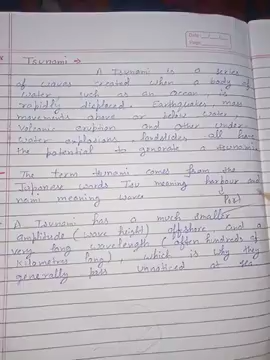 Tsunami :→
A Tsunami is a series
of waves created when a body of
water, such as an ocean is
rapidly displaced. Earthquakes, mass
movements above or below water,
volcanic eruption and other under
water explosions, landslides all have
the potential to generate a tsunami.
The term tsunami comes from the
Japanese words Tsu meaning harbour and
nami meaning wave
Port
A Tsunami has a much smaller
amplitude (wave height) offshore, and a
very long wavelength (often hundreds of
kilometres long), which is why they
generally pass unnoticed at sea